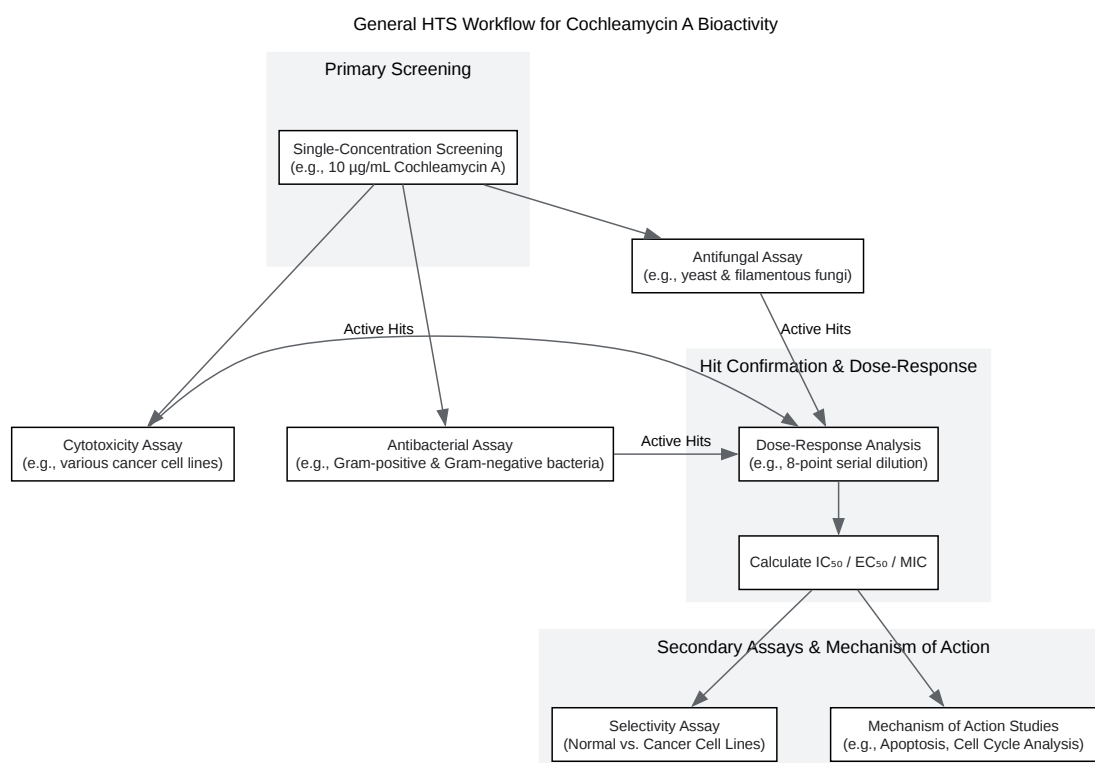 General HTS Workflow for Cochleamycin A Bioactivity
Primary Screening
Single-Concentration Screening
(e.g., 10 µg/mL Cochleamycin A)
Antifungal Assay
(e.g., yeast & filamentous fungi)
Active Hits
Active Hits
Hit Confirmation & Dose-Response
Cytotoxicity Assay
(e.g., various cancer cell lines)
Antibacterial Assay
(e.g., Gram-positive & Gram-negative bacteria)
Active Hits
Dose-Response Analysis
(e.g., 8-point serial dilution)
Calculate IC₅₀ / EC₅₀ / MIC
Secondary Assays & Mechanism of Action
Selectivity Assay
(Normal vs. Cancer Cell Lines)
Mechanism of Action Studies
(e.g., Apoptosis, Cell Cycle Analysis)